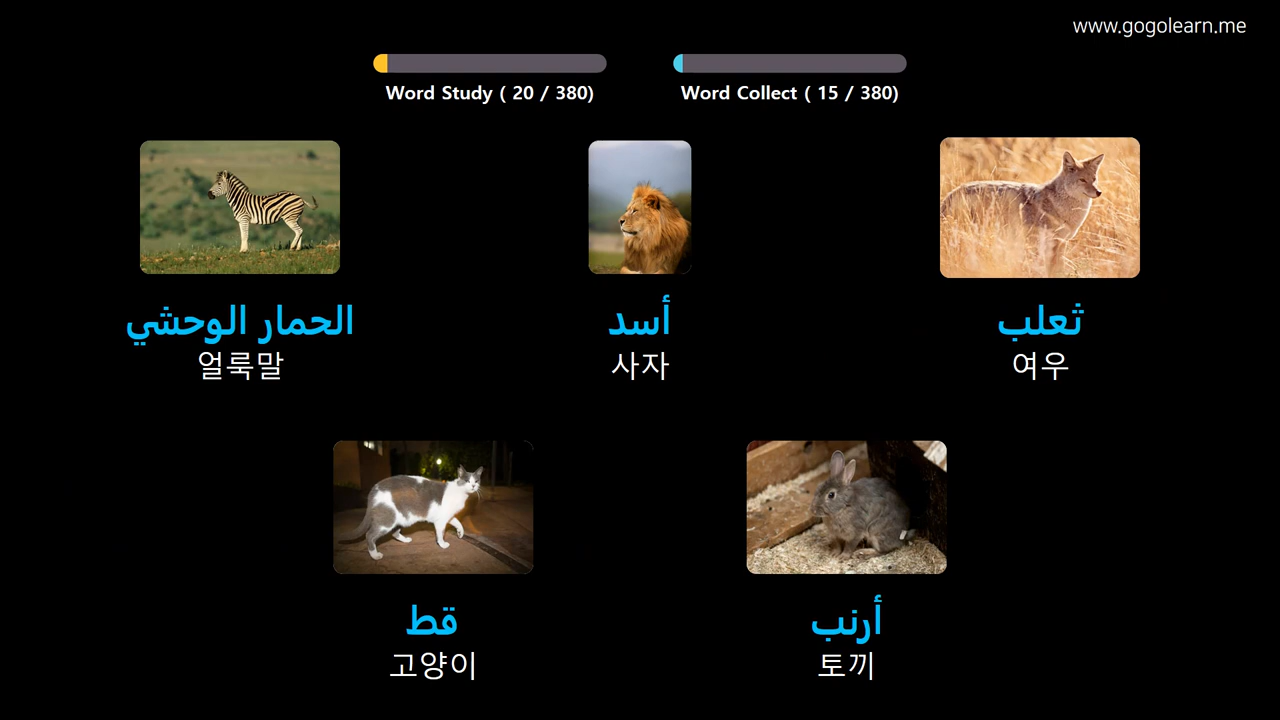 www.gogolearn.me
Word Study ( 20 / 380)
Word Collect ( 15 / 380)
الحمار الوحشي
얼룩말
أسد
사자
ثعلب
여우
قط
고양이
أرنب
토끼